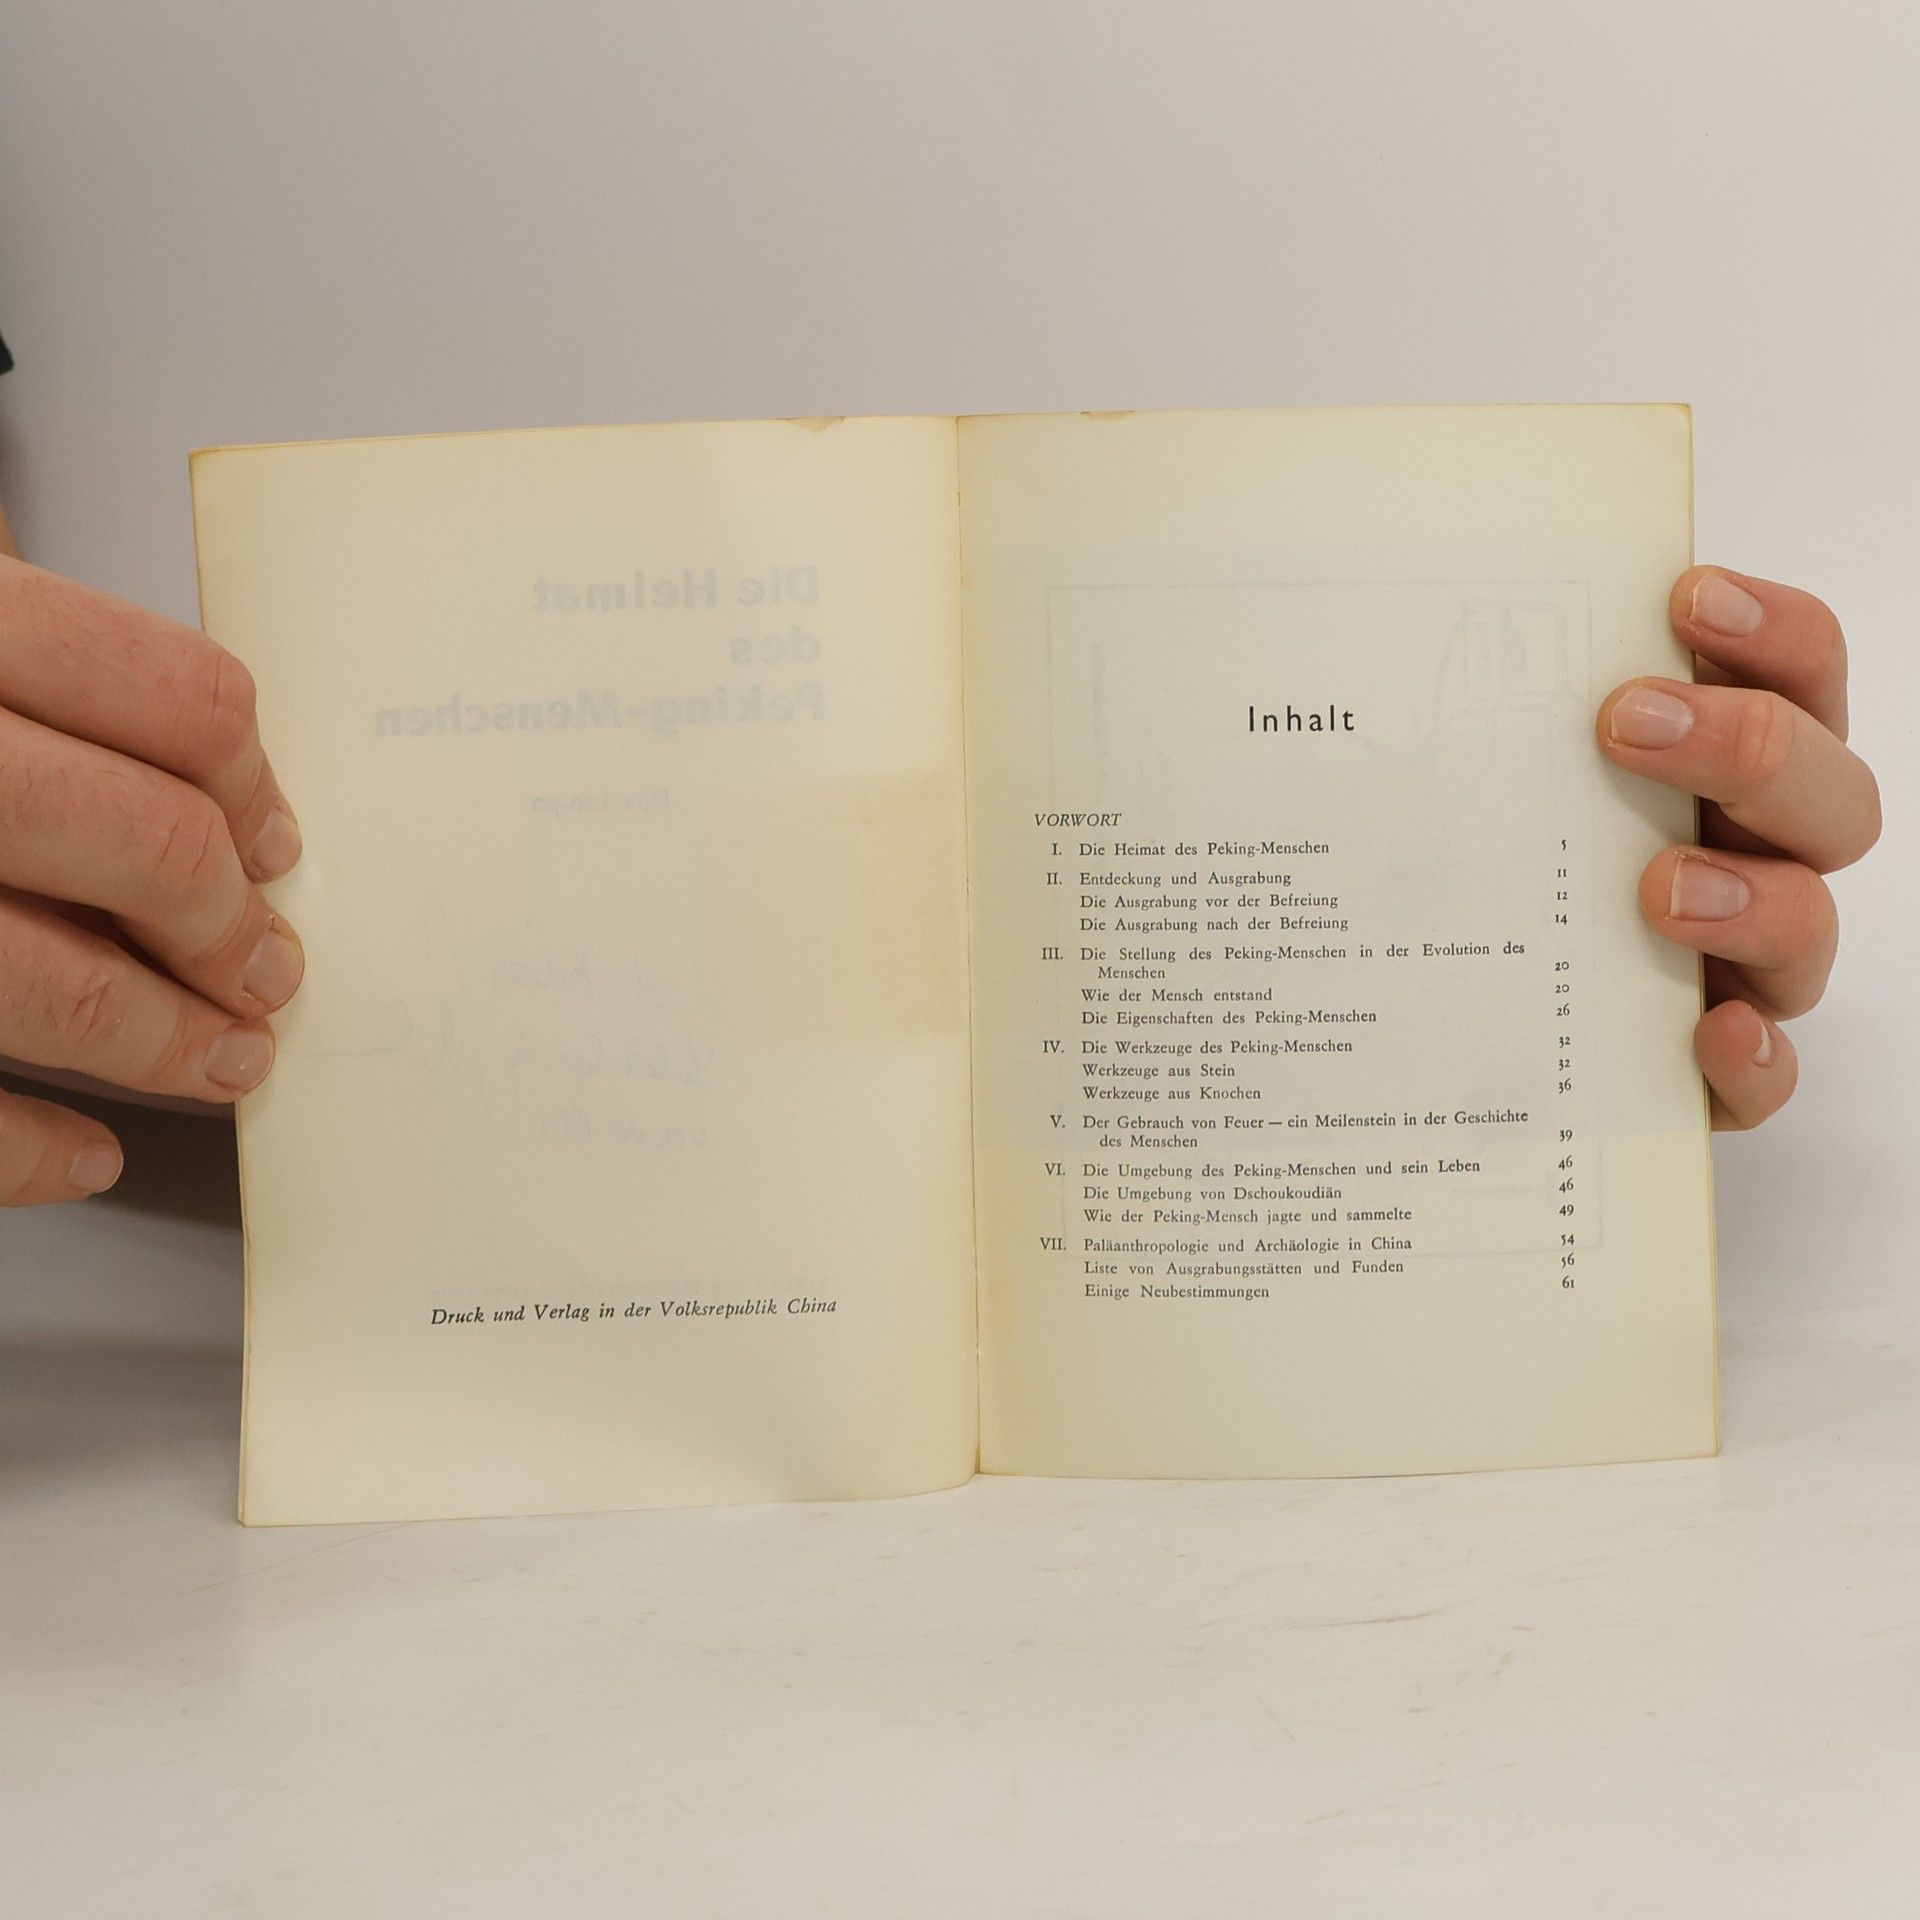 Die Heimat
des
Peking-Menschen
Druck und Verlag in der Volksrepublik China
Inhalt
VORWORT
I. Die Heimat des Peking-Menschen 5
II. Entdeckung und Ausgrabung 11
Die Ausgrabung vor der Befreiung 12
Die Ausgrabung nach der Befreiung 14
III. Die Stellung des Peking-Menschen in der Evolution des
Menschen 20
Wie der Mensch entstand 20
Die Eigenschaften des Peking-Menschen 26
IV. Die Werkzeuge des Peking-Menschen 32
Werkzeuge aus Stein 32
Werkzeuge aus Knochen 36
V. Der Gebrauch von Feuer — ein Meilenstein in der Geschichte
des Menschen 39
VI. Die Umgebung des Peking-Menschen und sein Leben 46
Die Umgebung von Dschoukoudiän 46
Wie der Peking-Mensch jagte und sammelte 49
VII. Paläanthropologie und Archäologie in China 54
Liste von Ausgrabungsstätten und Funden 56
Einige Neubestimmungen 61